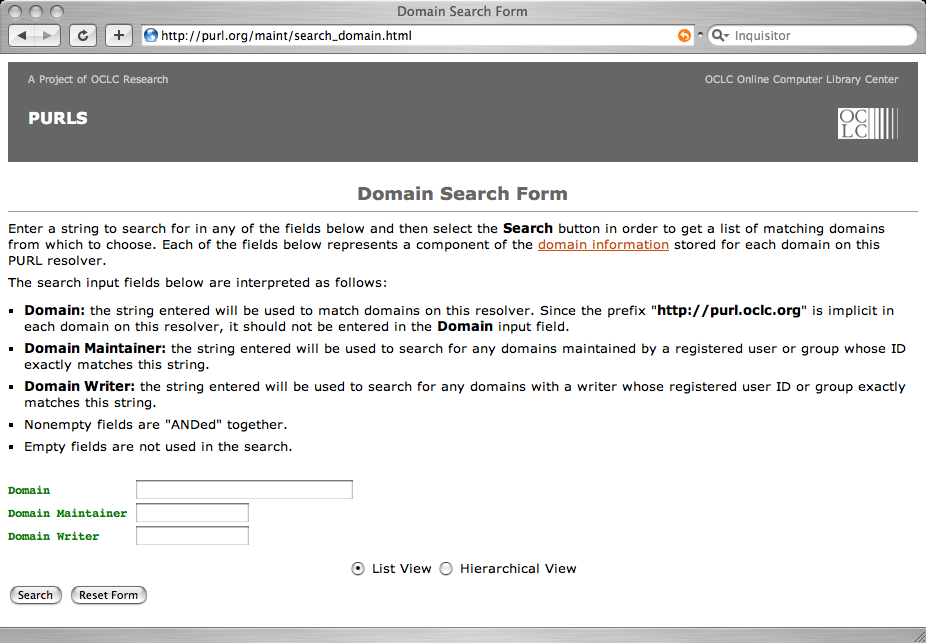 Domain Search Form
http://purl.org/maint/search_domain.html
Inquisitor
A Project of OCLC Research
OCLC Online Computer Library Center
PURLS
OC
LC
Domain Search Form
Enter a string to search for in any of the fields below and then select the Search button in order to get a list of matching domains
from which to choose. Each of the fields below represents a component of the domain information stored for each domain on this
PURL resolver.
The search input fields below are interpreted as follows:
Domain: the string entered will be used to match domains on this resolver. Since the prefix "http://purl.oclc.org" is implicit in
each domain on this resolver, it should not be entered in the Domain input field.
Domain Maintainer: the string entered will be used to search for any domains maintained by a registered user or group whose ID
exactly matches this string.
Domain Writer: the string entered will be used to search for any domains with a writer whose registered user ID or group exactly
matches this string.
Nonempty fields are "ANDed" together.
Empty fields are not used in the search.
Domain
Domain Maintainer
Domain Writer
List View Hierarchical View
Search Reset Form